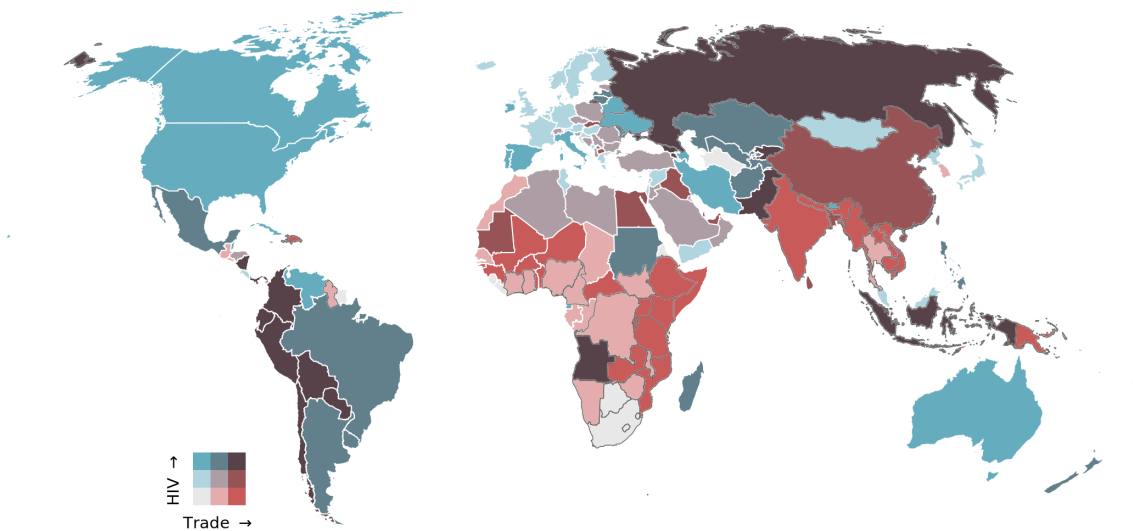 HIV →
Trade →